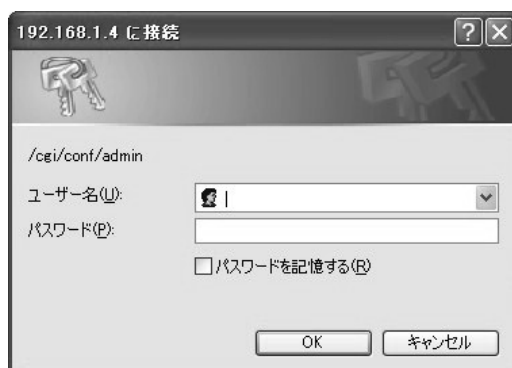 192.168.1.4 に接続
/cgi/conf/admin
ユーザー名(U):
パスワード(P):
パスワードを記憶する(R)
OK
キャンセル